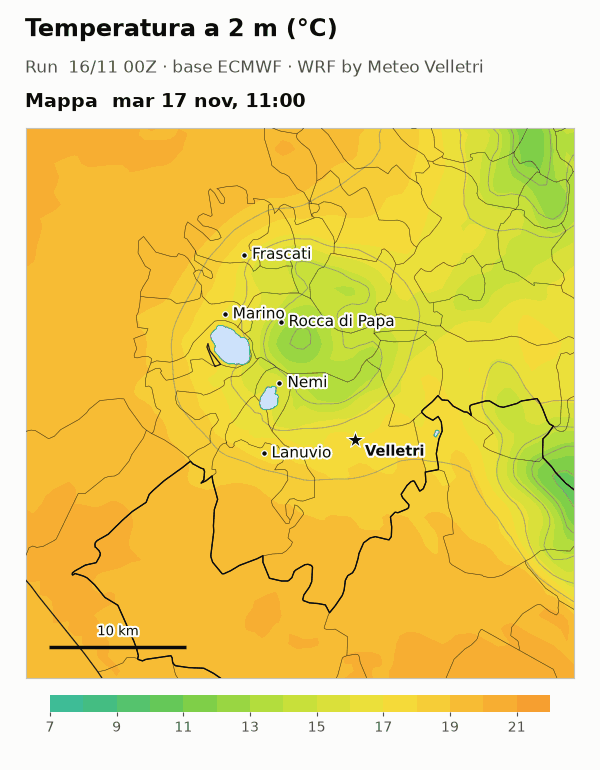 Temperatura a 2 m (°C)
Run  16/11 00Z · base ECMWF · WRF by Meteo Velletri
Mappa  mar 17 nov, 11:00
Frascati
Marino
Rocca di Papa
Nemi
Velletri
Lanuvio
10 km
7 9 11 13 15 17 19 21